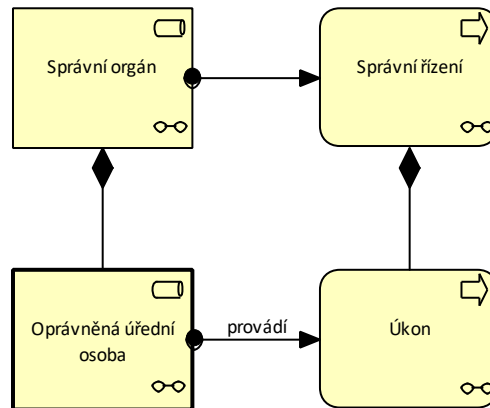 Správní orgán
Správní řízení
Oprávněná úřední
osoba
provádí
Úkon